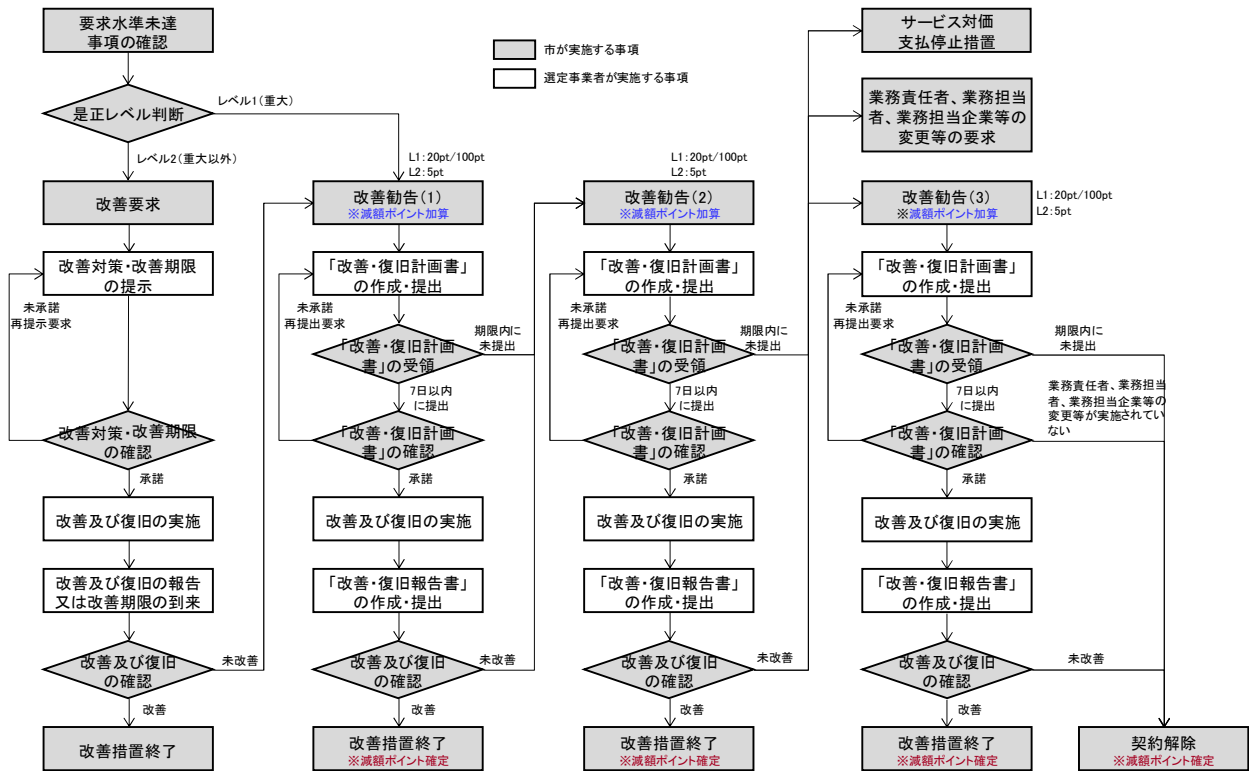 要求水準未達
事項の確認
是正レベル判断
レベル1(重大)
レベル2(重大以外)
改善要求
改善対策・改善期限
の提示
未承諾
再提示要求
改善対策・改善期限
の確認
承諾
改善及び復旧の実施
改善及び復旧の報告
又は改善期限の到来
改善及び復旧
の確認
未改善
改善
改善措置終了
市が実施する事項
選定事業者が実施する事項
L1:20pt/100pt
L2:5pt
改善勧告(1)
※減額ポイント加算
「改善・復旧計画書」
の作成・提出
未承諾
再提出要求
「改善・復旧計画
書」の受領
期限内に
未提出
7日以内
に提出
「改善・復旧計画
書」の確認
承諾
改善及び復旧の実施
「改善・復旧報告書」
の作成・提出
改善及び復旧
の確認
未改善
改善
改善措置終了
※減額ポイント確定
L1:20pt/100pt
L2:5pt
改善勧告(2)
※減額ポイント加算
「改善・復旧計画書」
の作成・提出
未承諾
再提出要求
「改善・復旧計画
書」の受領
期限内に
未提出
7日以内
に提出
「改善・復旧計画
書」の確認
承諾
改善及び復旧の実施
「改善・復旧報告書」
の作成・提出
改善及び復旧
の確認
未改善
改善
改善措置終了
※減額ポイント確定
サービス対価
支払停止措置
業務責任者、業務担当
者、業務担当企業等の
変更等の要求
改善勧告(3)
※減額ポイント加算
L1:20pt/100pt
L2:5pt
「改善・復旧計画書」
の作成・提出
未承諾
再提出要求
「改善・復旧計画
書」の受領
期限内に
未提出
7日以内
に提出
業務責任者、業務担当
者、業務担当企業等の
変更等が実施されてい
ない
「改善・復旧計画
書」の確認
承諾
改善及び復旧の実施
「改善・復旧報告書」
の作成・提出
改善及び復旧
の確認
未改善
改善
改善措置終了
※減額ポイント確定
契約解除
※減額ポイント確定